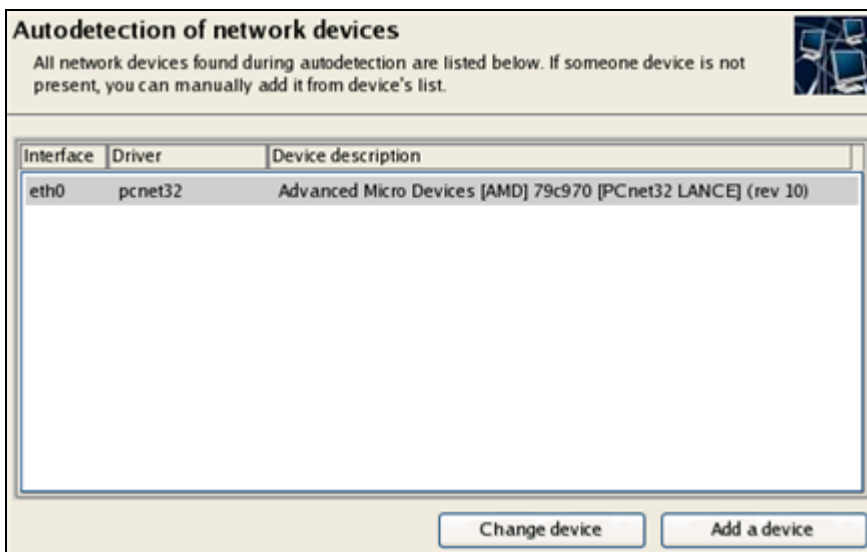 Autodetection of network devices
All network devices found during autodetection are listed below. If someone device is not
present, you can manually add it from device's list.
Interface Driver Device description
eth0 pcnet32 Advanced Micro Devices [AMD] 79c970 [PCnet32 LANCE] (rev 10)
Change device Add a device